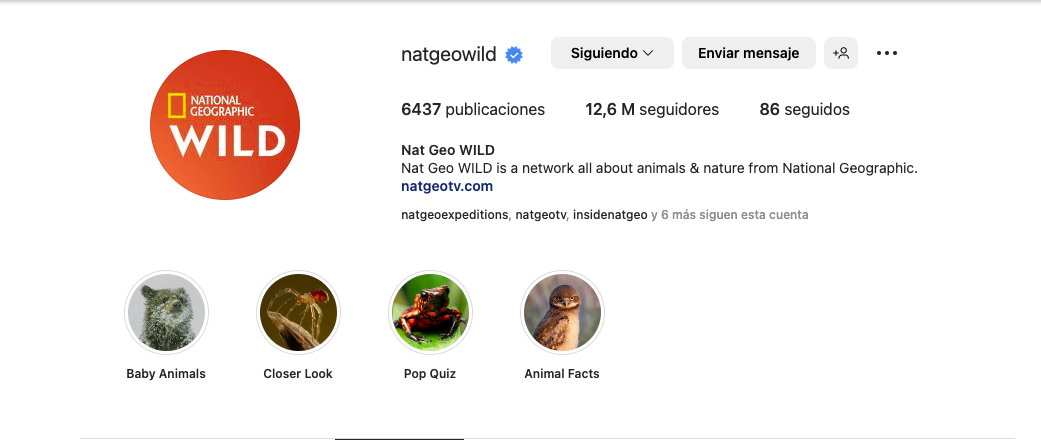 natgeowild Siguiendo Enviar mensaje
NATIONAL
GEOGRAPHIC
WILD
6437 publicaciones 12,6 M seguidores 86 seguidos
Nat Geo WILD
Nat Geo WILD is a network all about animals & nature from National Geographic.
natgeotv.com
natgeoexpeditions, natgeotv, insidenatgeo y 6 más siguen esta cuenta
Baby Animals Closer Look Pop Quiz Animal Facts